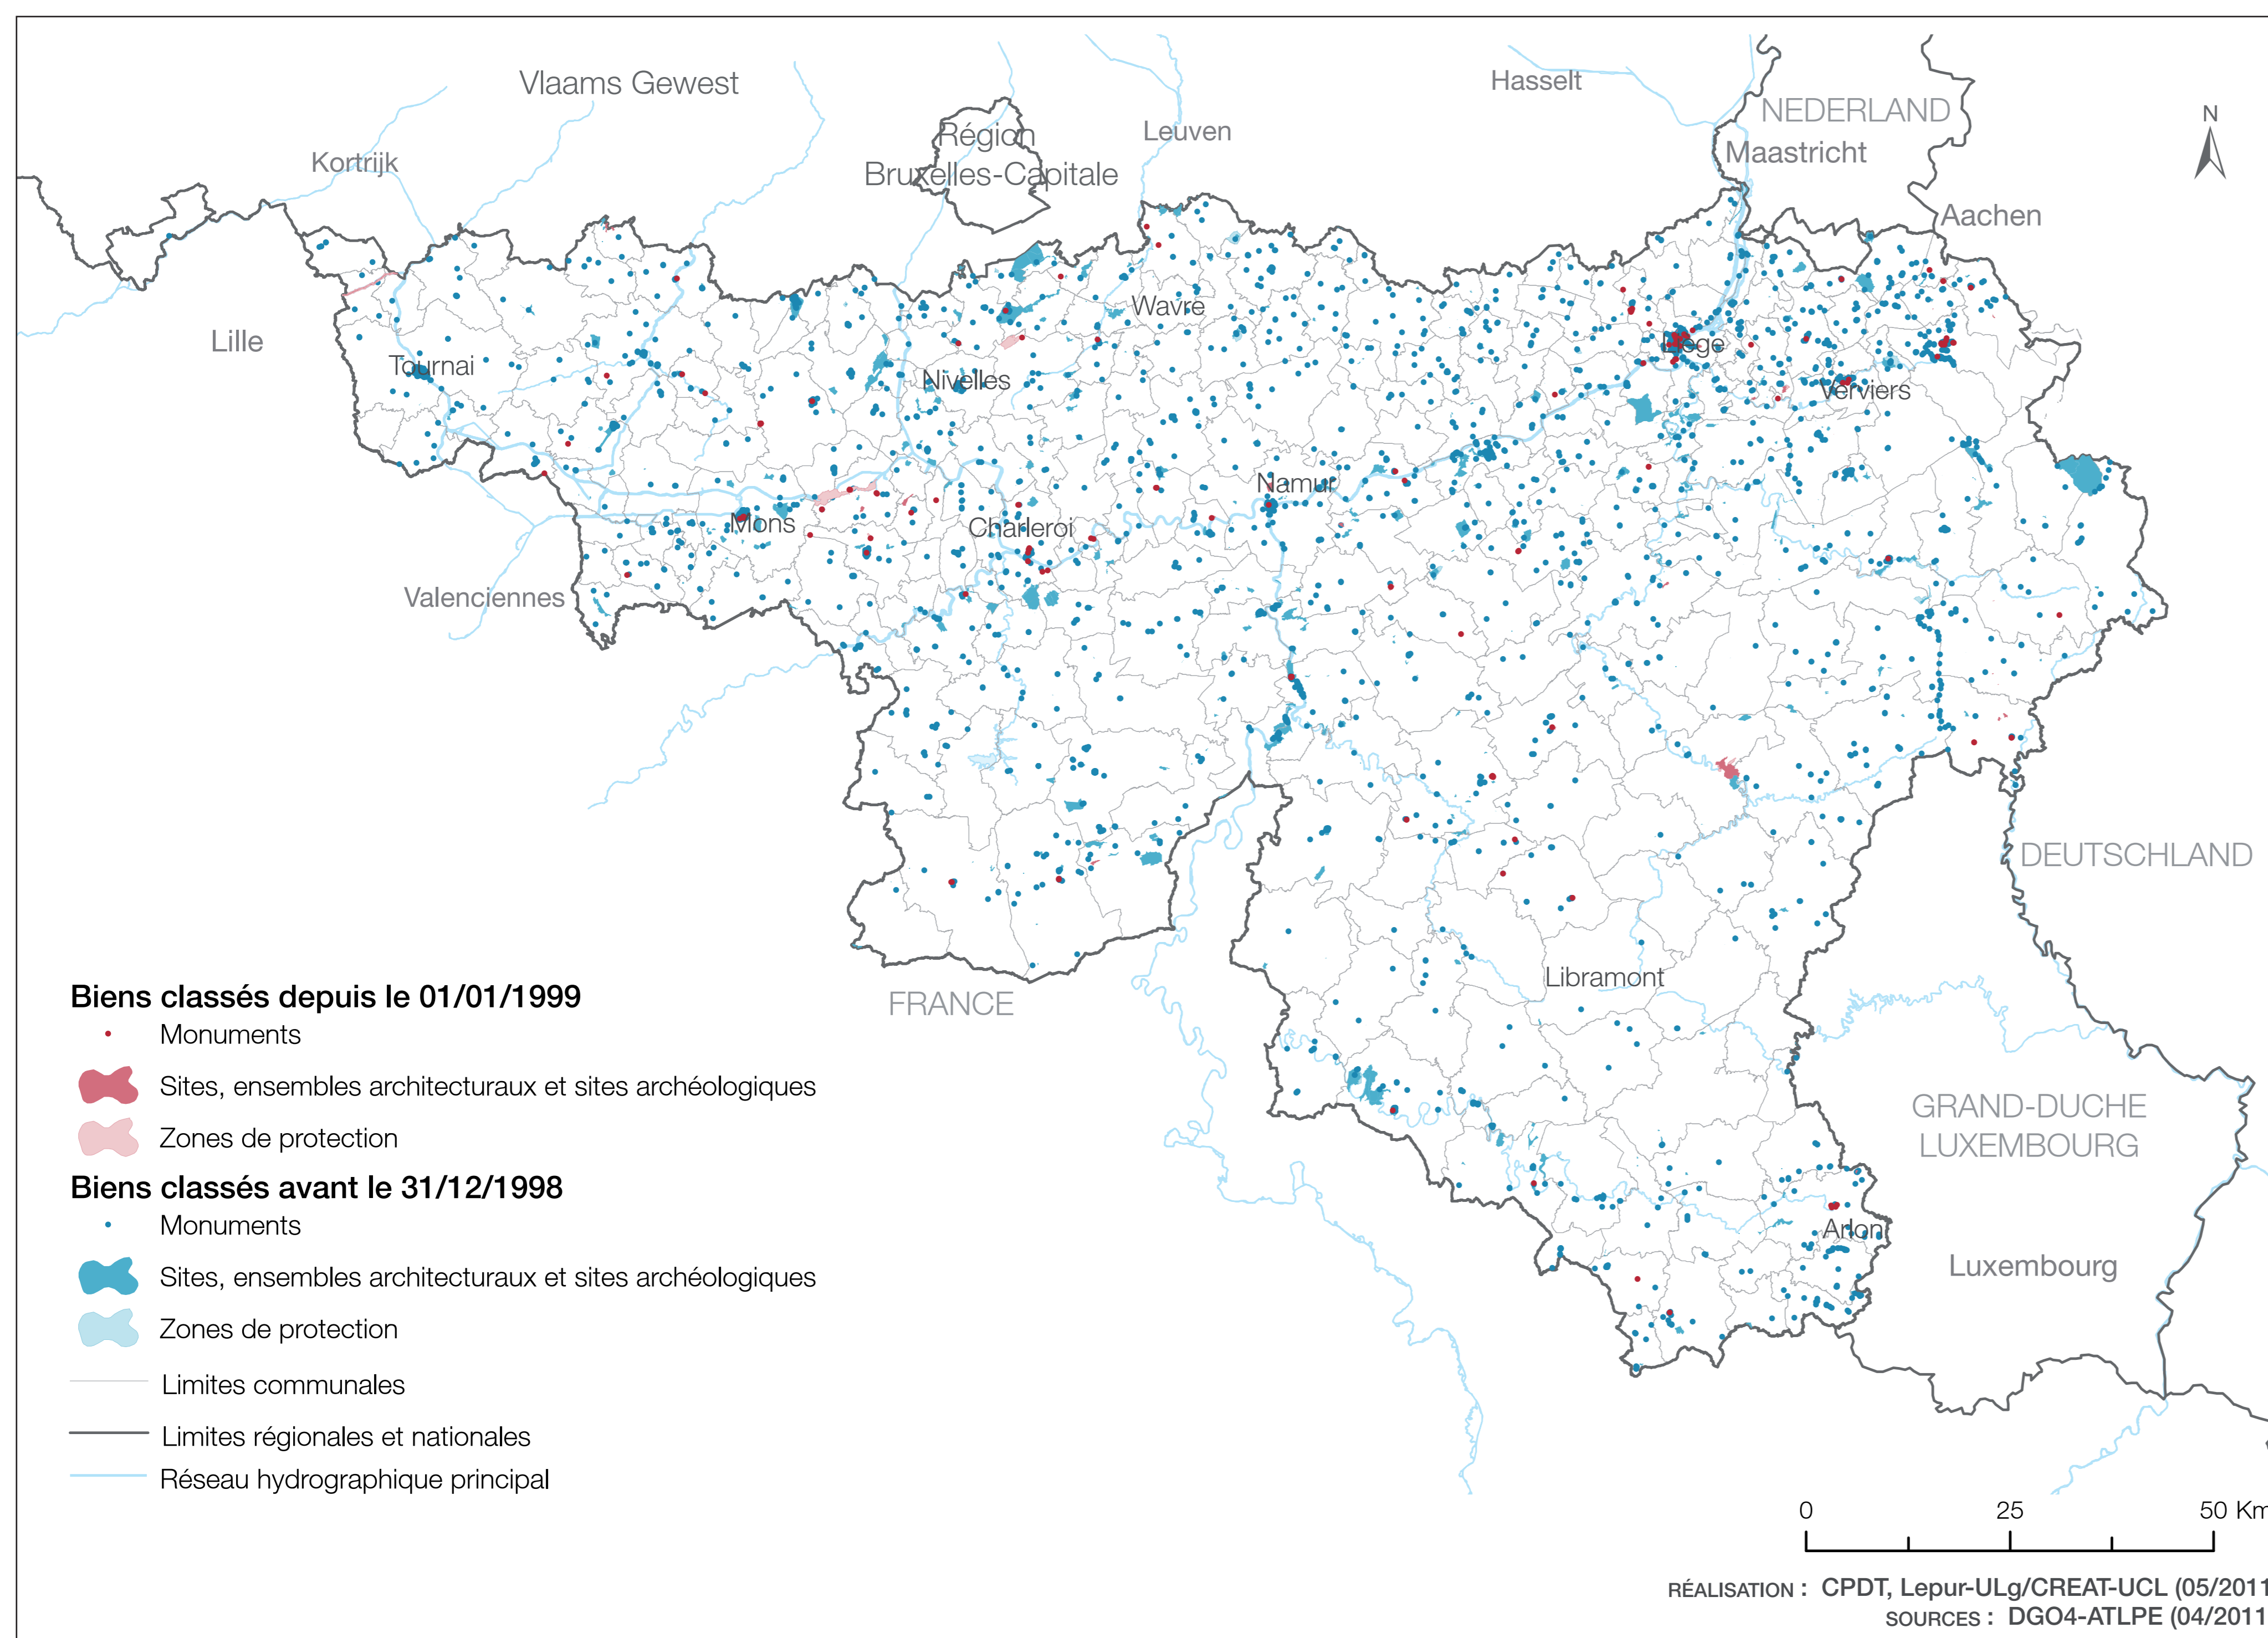 Vlaams Gewest
Hasselt
NEDERLAND
Région
Bruxelles-Capitale
Leuven
Kortrijk
Maastricht
N
Aachen
Lille
Tournai
Wavre
Nivelles
Liège
Verviers
Namur
Mons
Charleroi
Valenciennes
DEUTSCHLAND
Libramont
FRANCE
GRAND-DUCHE
LUXEMBOURG
Arlon
Luxembourg
Biens classés depuis le 01/01/1999
Monuments
Sites, ensembles architecturaux et sites archéologiques
Zones de protection
Biens classés avant le 31/12/1998
Monuments
Sites, ensembles architecturaux et sites archéologiques
Zones de protection
Limites communales
Limites régionales et nationales
Réseau hydrographique principal
0 25 50 Km
RÉALISATION : CPDT, Lepur-ULg/CREAT-UCL (05/2011
SOURCES : DGO4-ATLPE (04/2011